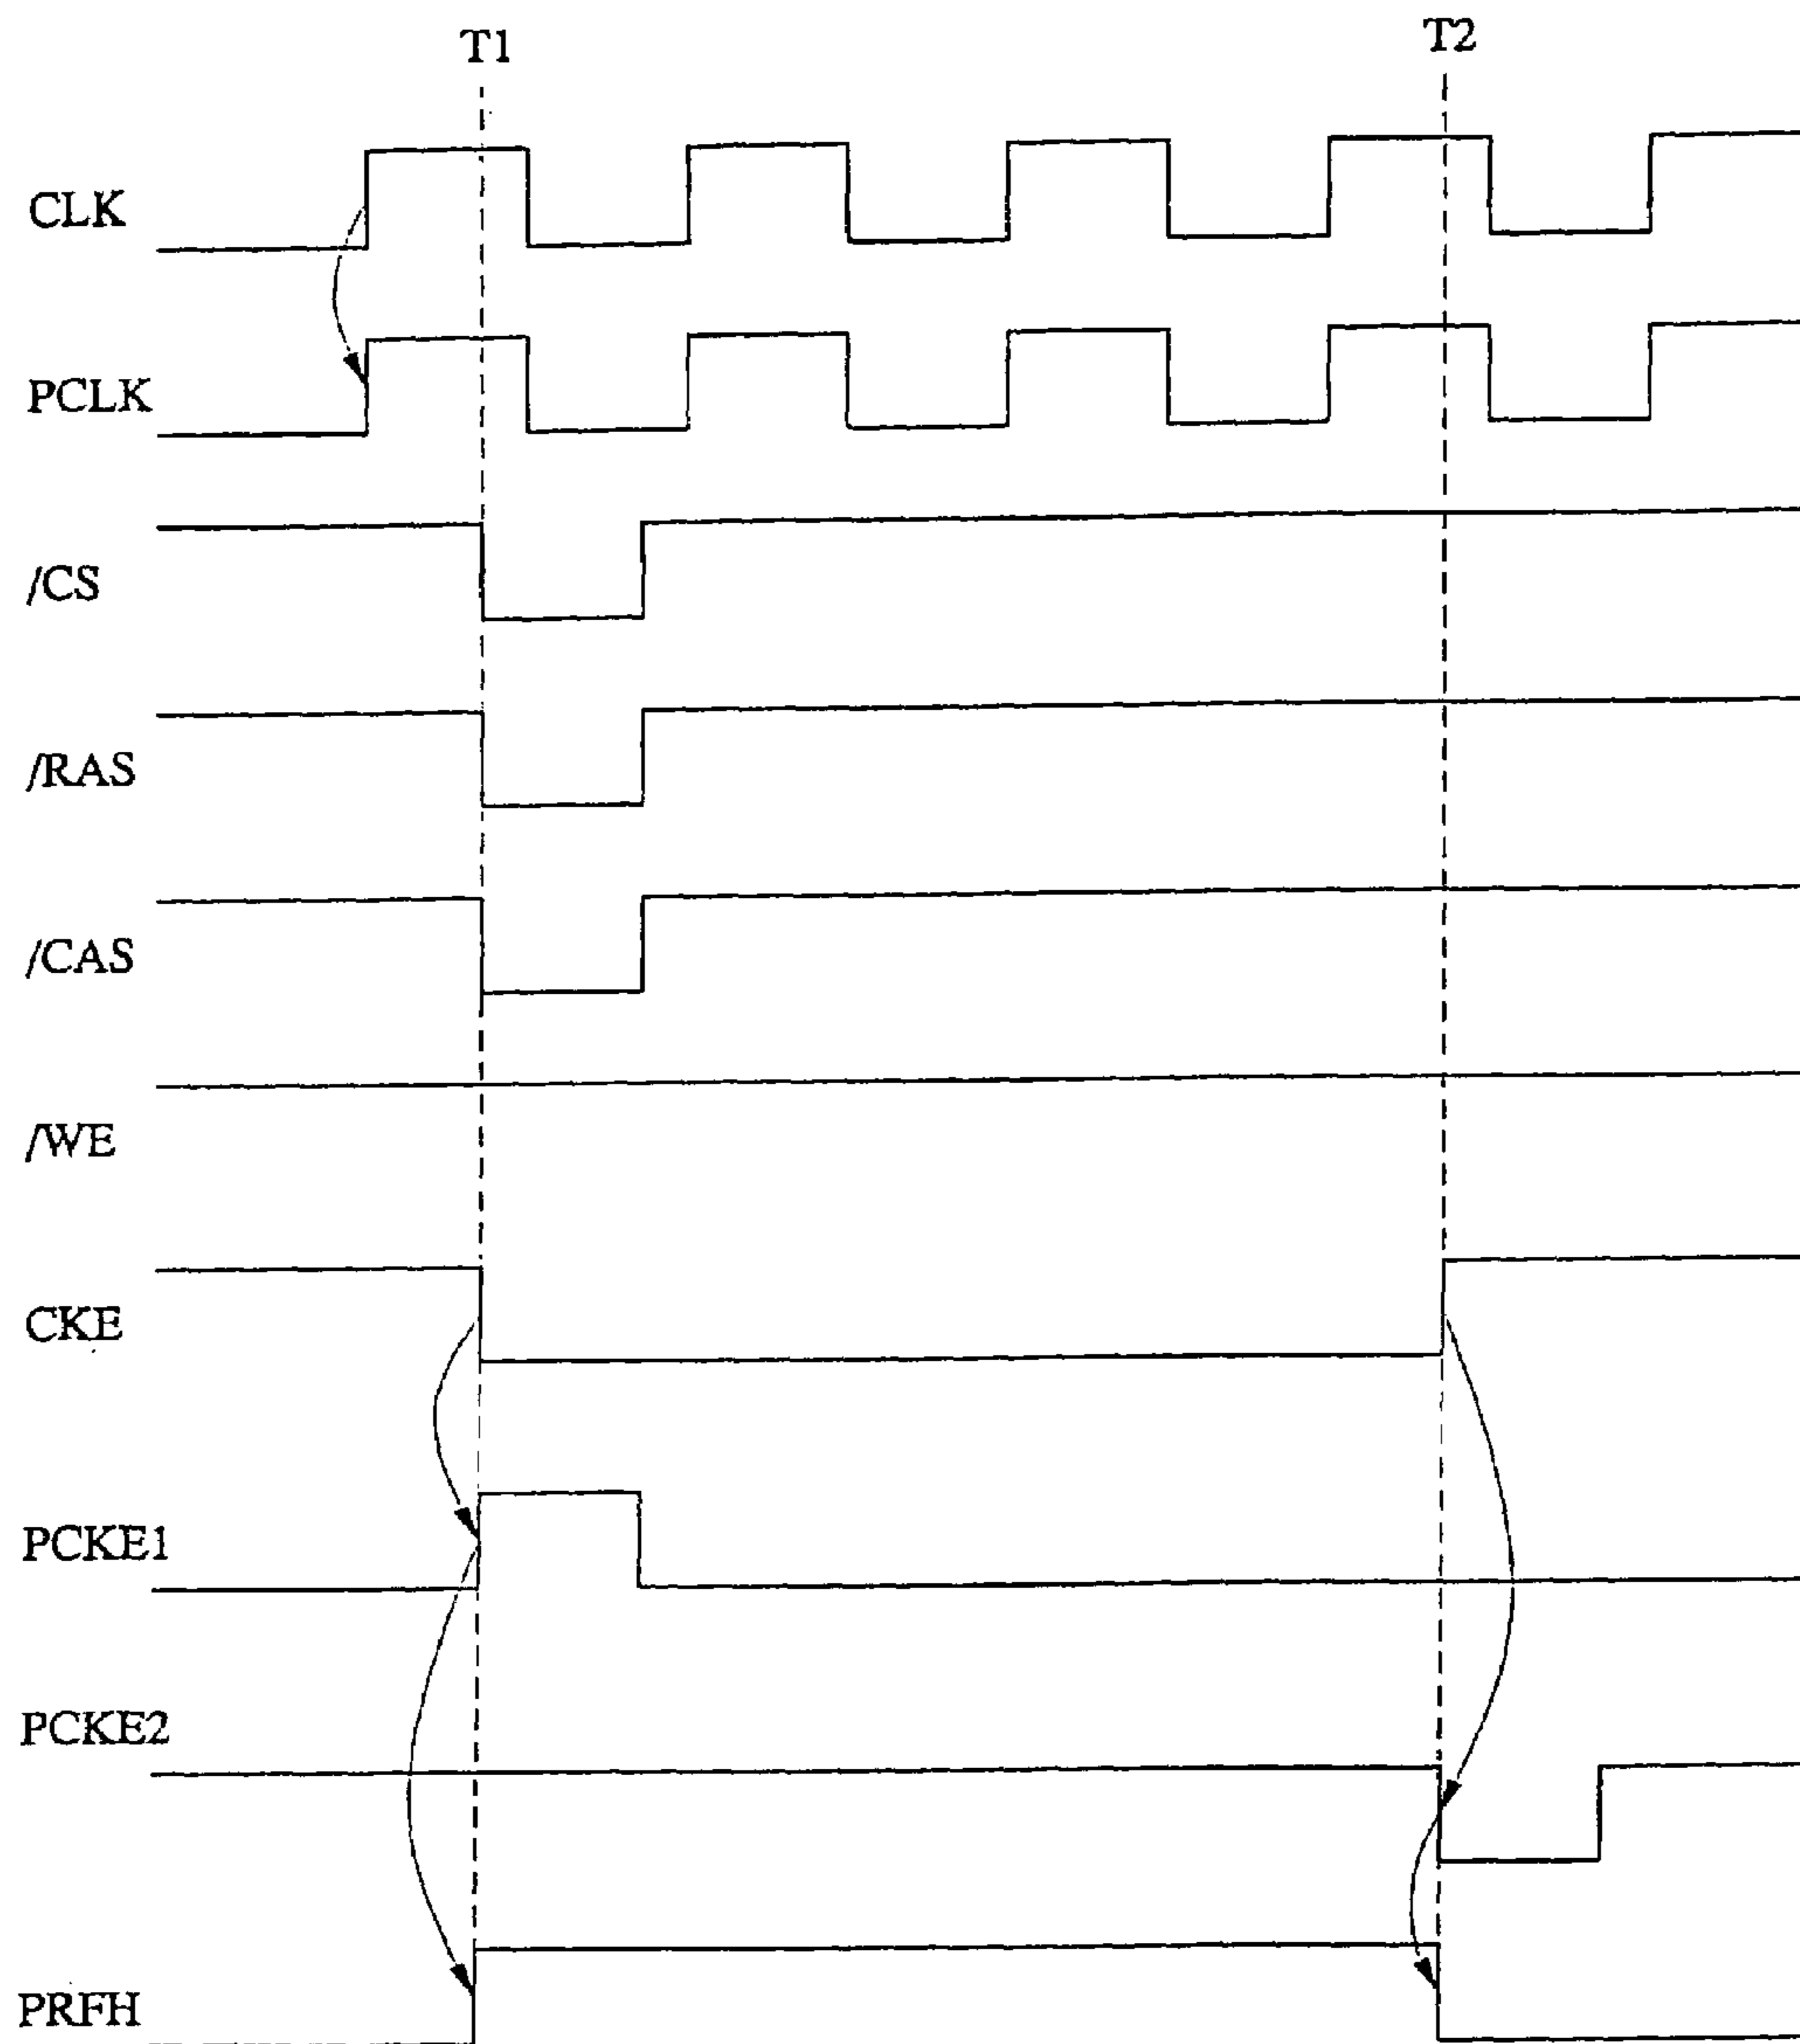 T1 T2
CLK
PCLK
/CS
/RAS
/CAS
/WE
CKE
PCKE1
PCKE2
PRFH